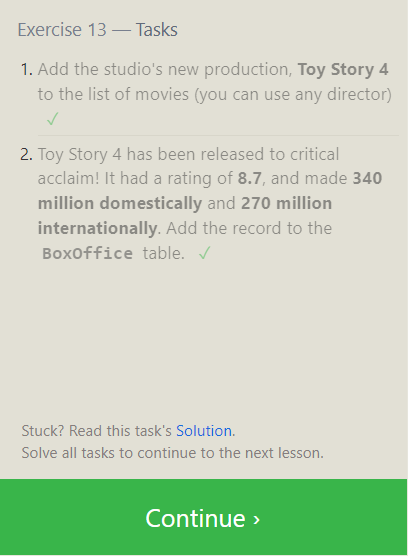 Exercise 13 — Tasks
1. Add the studio's new production, Toy Story 4
to the list of movies (you can use any director)
✓
2. Toy Story 4 has been released to critical
acclaim! It had a rating of 8.7, and made 340
million domestically and 270 million
internationally. Add the record to the
BoxOffice table. ✓
Stuck? Read this task's Solution.
Solve all tasks to continue to the next lesson.
Continue ›